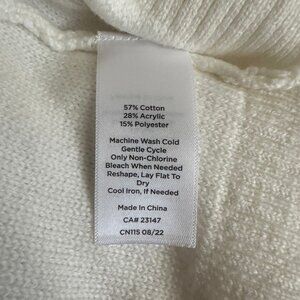 57% Cotton
28% Acrylic
15% Polyester
Machine Wash Cold
Gentle Cycle
Only Non-Chlorine
Bleach When Needed
Reshape, Lay Flat To
Dry
Cool Iron, If Needed
Made In China
CA# 23147
CN115 08/22